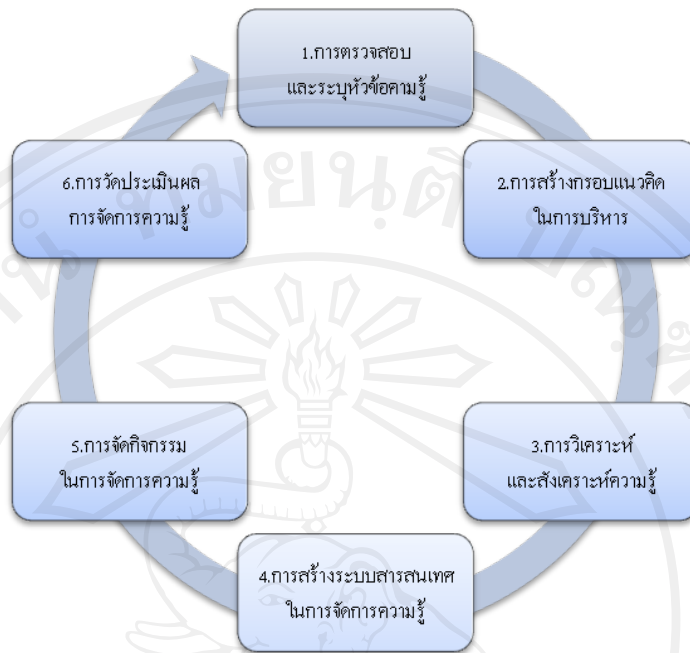 1.การตรวจสอบ
และระบุหัวข้อคามรู้
2.การสร้างกรอบแนวคิด
ในการบริหาร
3.การวิเคราะห์
และสังเคราะห์ความรู้
4.การสร้างระบบสารสนเทศ
ในการจัดการความรู้
5.การจัดกิจกรรม
ในการจัดการความรู้
6.การวัดประเมินผล
การจัดการความรู้